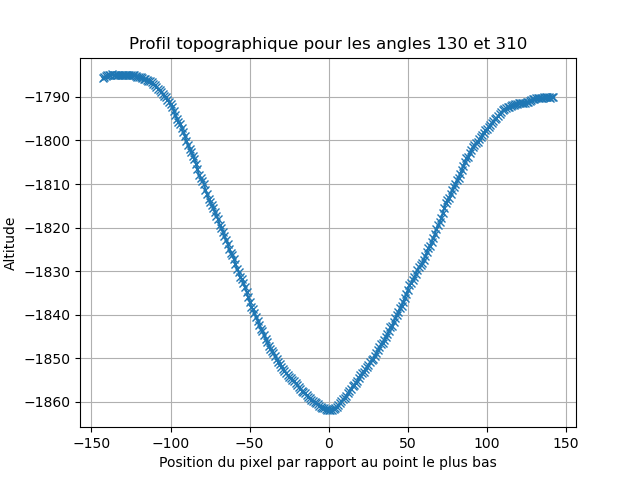 Profil topographique pour les angles 130 et 310
Altitude
−1790
−1800
−1810
−1820
−1830
−1840
−1850
−1860
−150 −100 −50 0 50 100 150
Position du pixel par rapport au point le plus bas